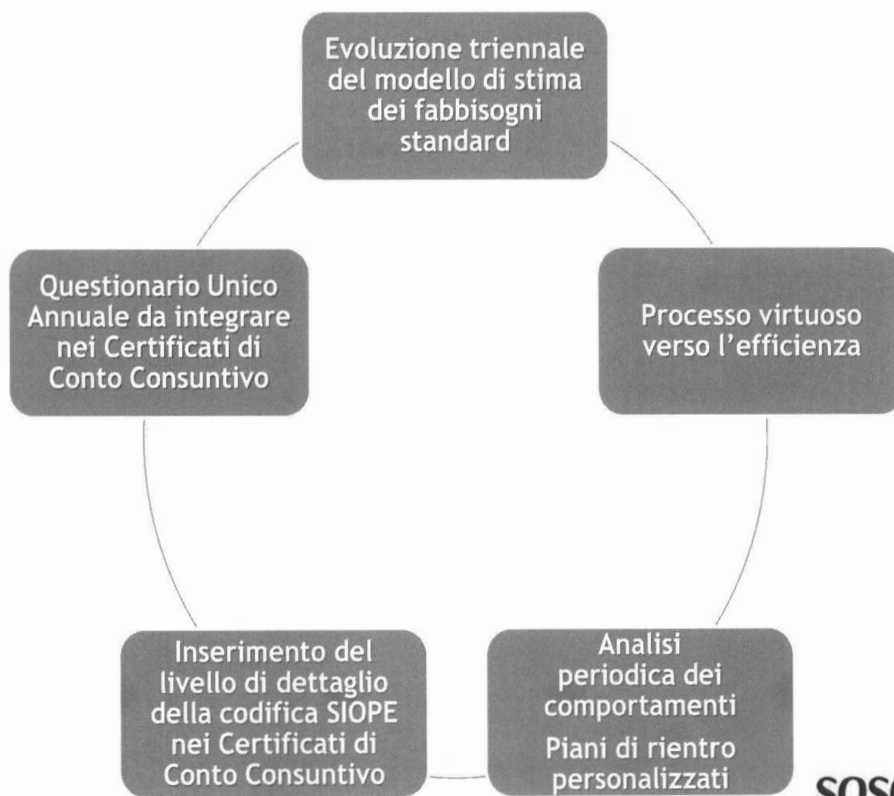 Evoluzione triennale
del modello di stima
dei fabbisogni
standard
Processo virtuoso
verso l'efficienza
Analisi
periodica dei
comportamenti
Piani di rientro
personalizzati
Inserimento del
livello di dettaglio
della codifica SIOPE
nei Certificati di
Conto Consuntivo
Questionario Unico
Annuale da integrare
nei Certificati di
Conto Consuntivo